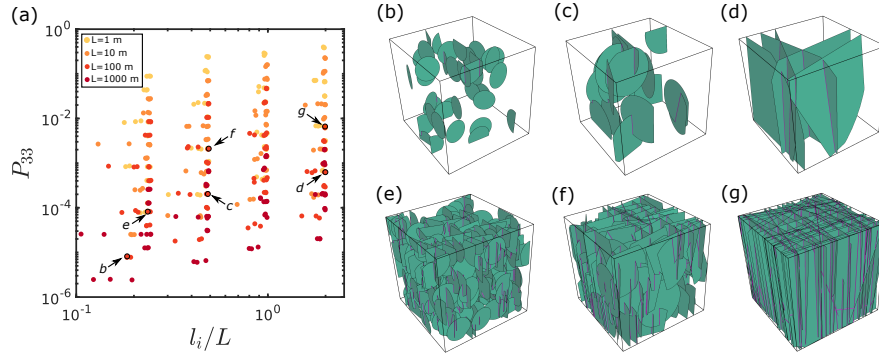 (a)
(b)
(c)
(d)
10^0
L=1 m
L=10 m
L=100 m
L=1000 m
g
10^-2
f
P_33
d
c
10^-4
e
(e)
(f)
(g)
b
10^-6
10^-1
10^0
l_i/L